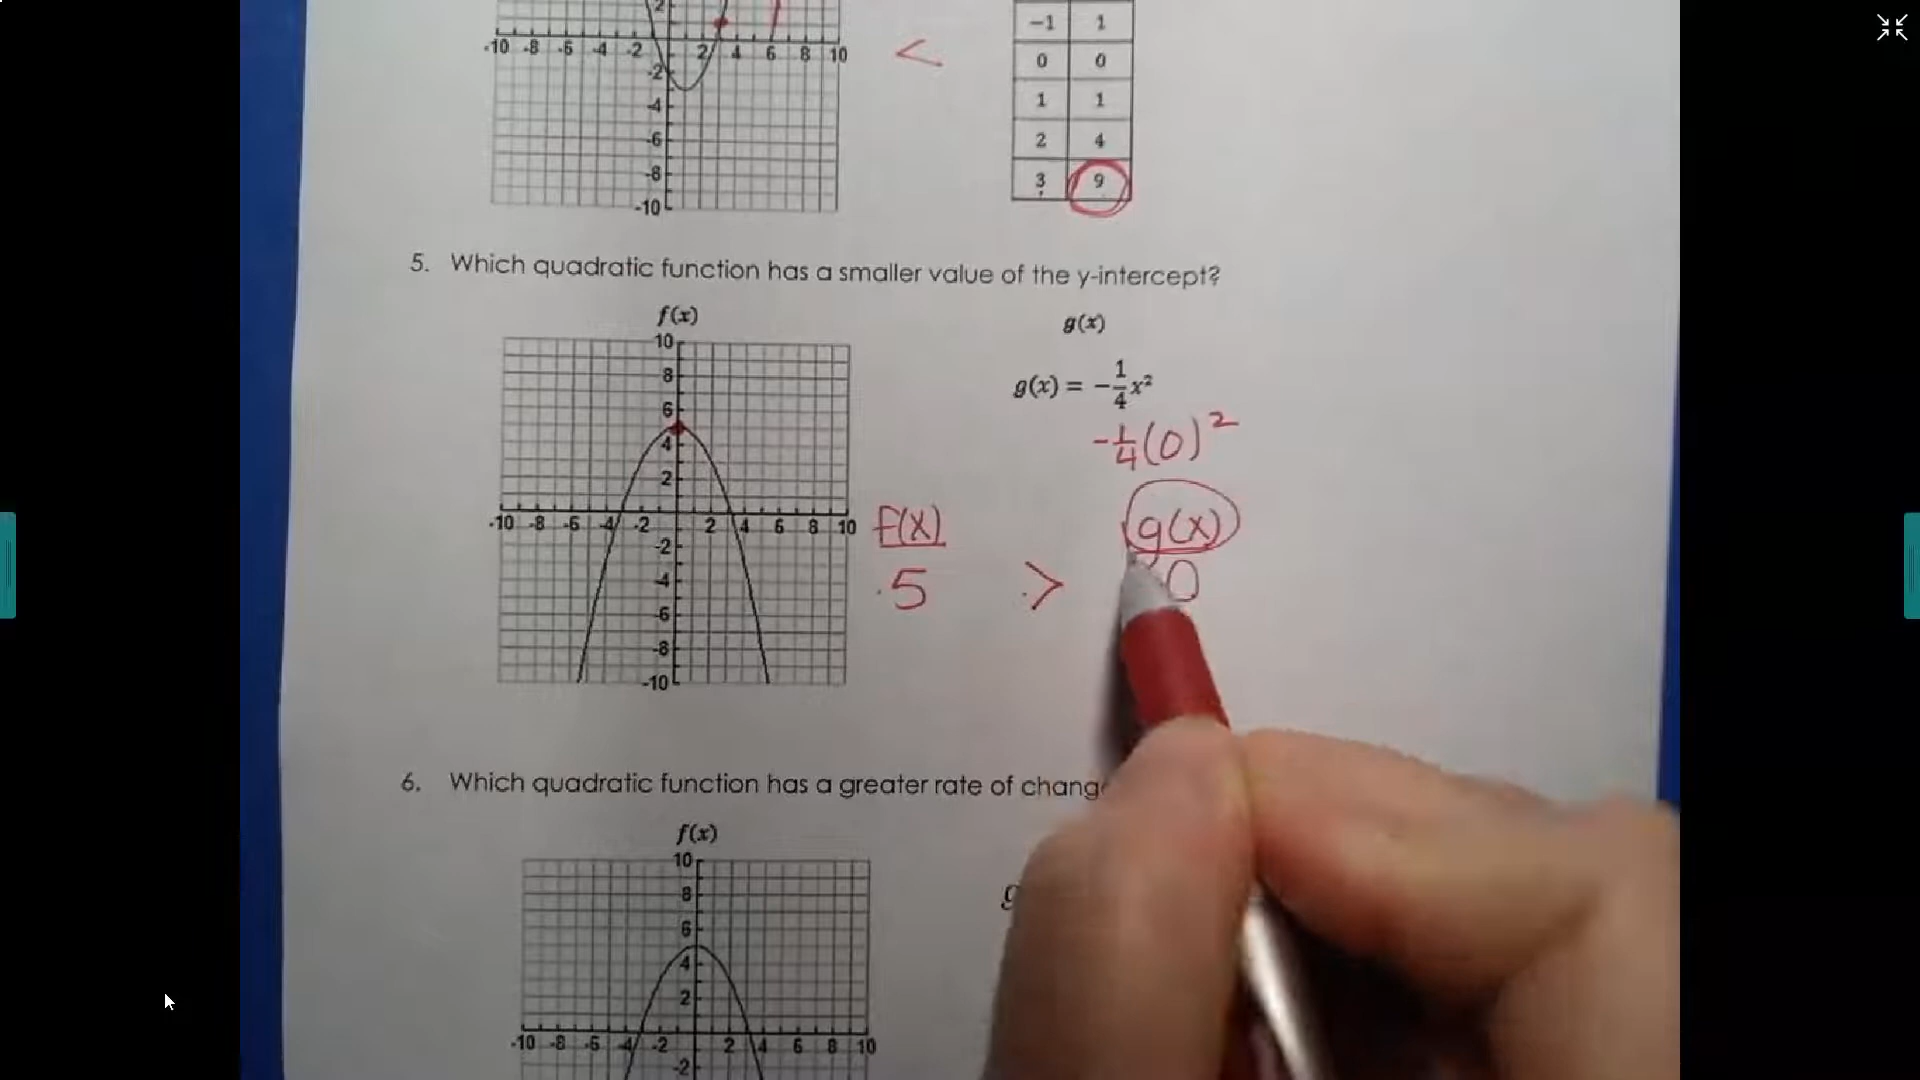 2
-10 -8 -6 -4 -2 2 4 6 8 10
-2
-4
-6
-8
-10
<
−1 1
0 0
1 1
2 4
3 9
5. Which quadratic function has a smaller value of the y-intercept?
f(x)
10
8
6
4
2
-10 -8 -6 -4 -2 2 4 6 8 10
-2
-4
-6
-8
-10
g(x)
g(x) = −1/4x²
-1/4(0)²
f(x) g(x)
5 > 0
6. Which quadratic function has a greater rate of
f(x)
10
8
6
4
2
-10 -8 -6 -4 -2 2 4 6 8 10
-2